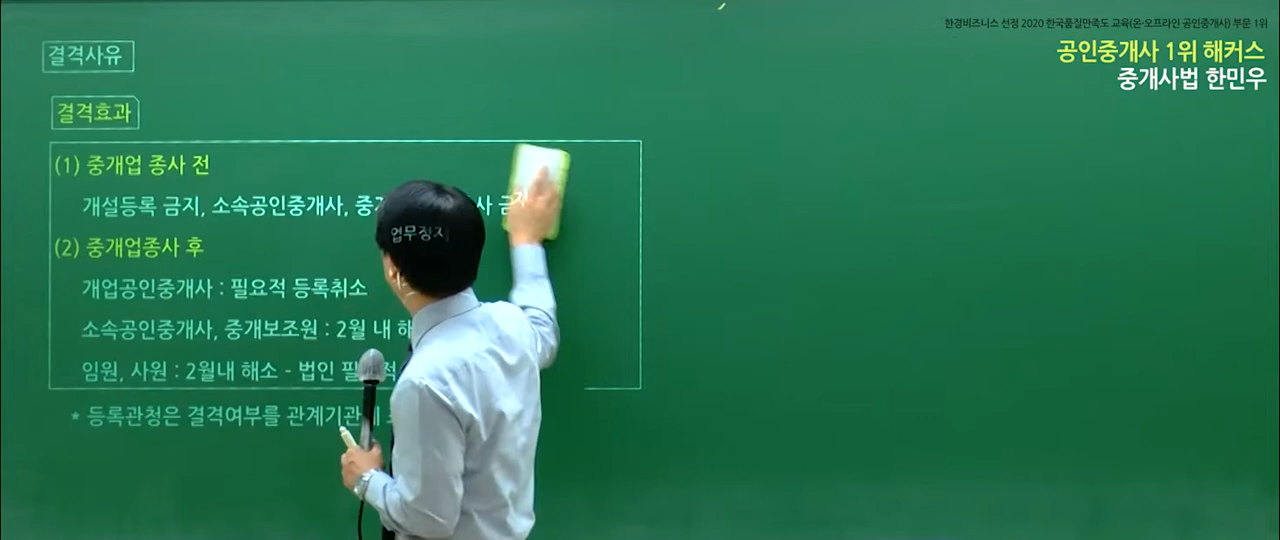 한경비즈니스 선정 2020 한국품질만족도 교육(온·오프라인 공인중개사) 부문 1위
공인중개사 1위 해커스
중개사법 한민우
결격사유
결격효과
(1) 중개업 종사 전
개설등록 금지, 소속공인중개사,
(2) 중개업종사 후
업무정지
개업공인중개사 : 필요적 등록취소
소속공인중개사, 중개보조원 : 2월 내
임원, 사원 : 2월내 해소 - 법인
* 등록관청은 결격여부를